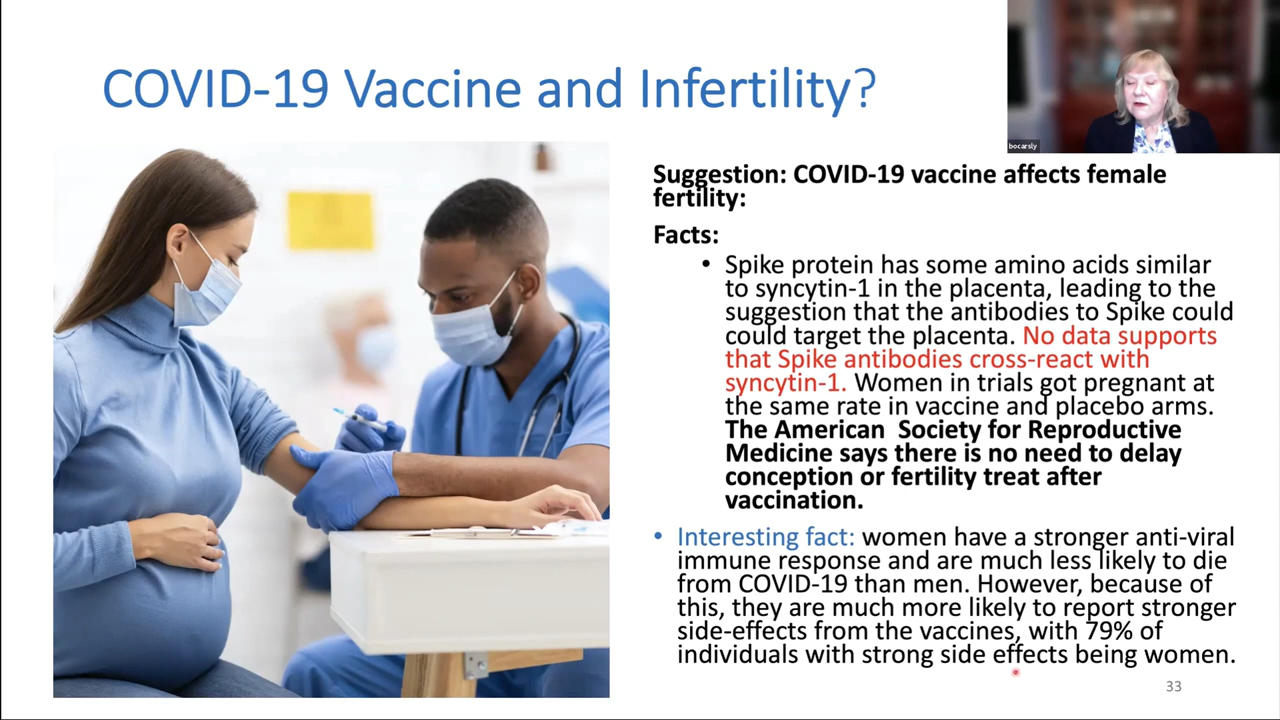 COVID-19 Vaccine and Infertility?
bocarsly
Suggestion: COVID-19 vaccine affects female
fertility:
Facts:
• Spike protein has some amino acids similar
to syncytin-1 in the placenta, leading to the
suggestion that the antibodies to Spike could
could target the placenta. No data supports
that Spike antibodies cross-react with
syncytin-1. Women in trials got pregnant at
the same rate in vaccine and placebo arms.
The American Society for Reproductive
Medicine says there is no need to delay
conception or fertility treat after
vaccination.
• Interesting fact: women have a stronger anti-viral
immune response and are much less likely to die
from COVID-19 than men. However, because of
this, they are much more likely to report stronger
side-effects from the vaccines, with 79% of
individuals with strong side effects being women.
33